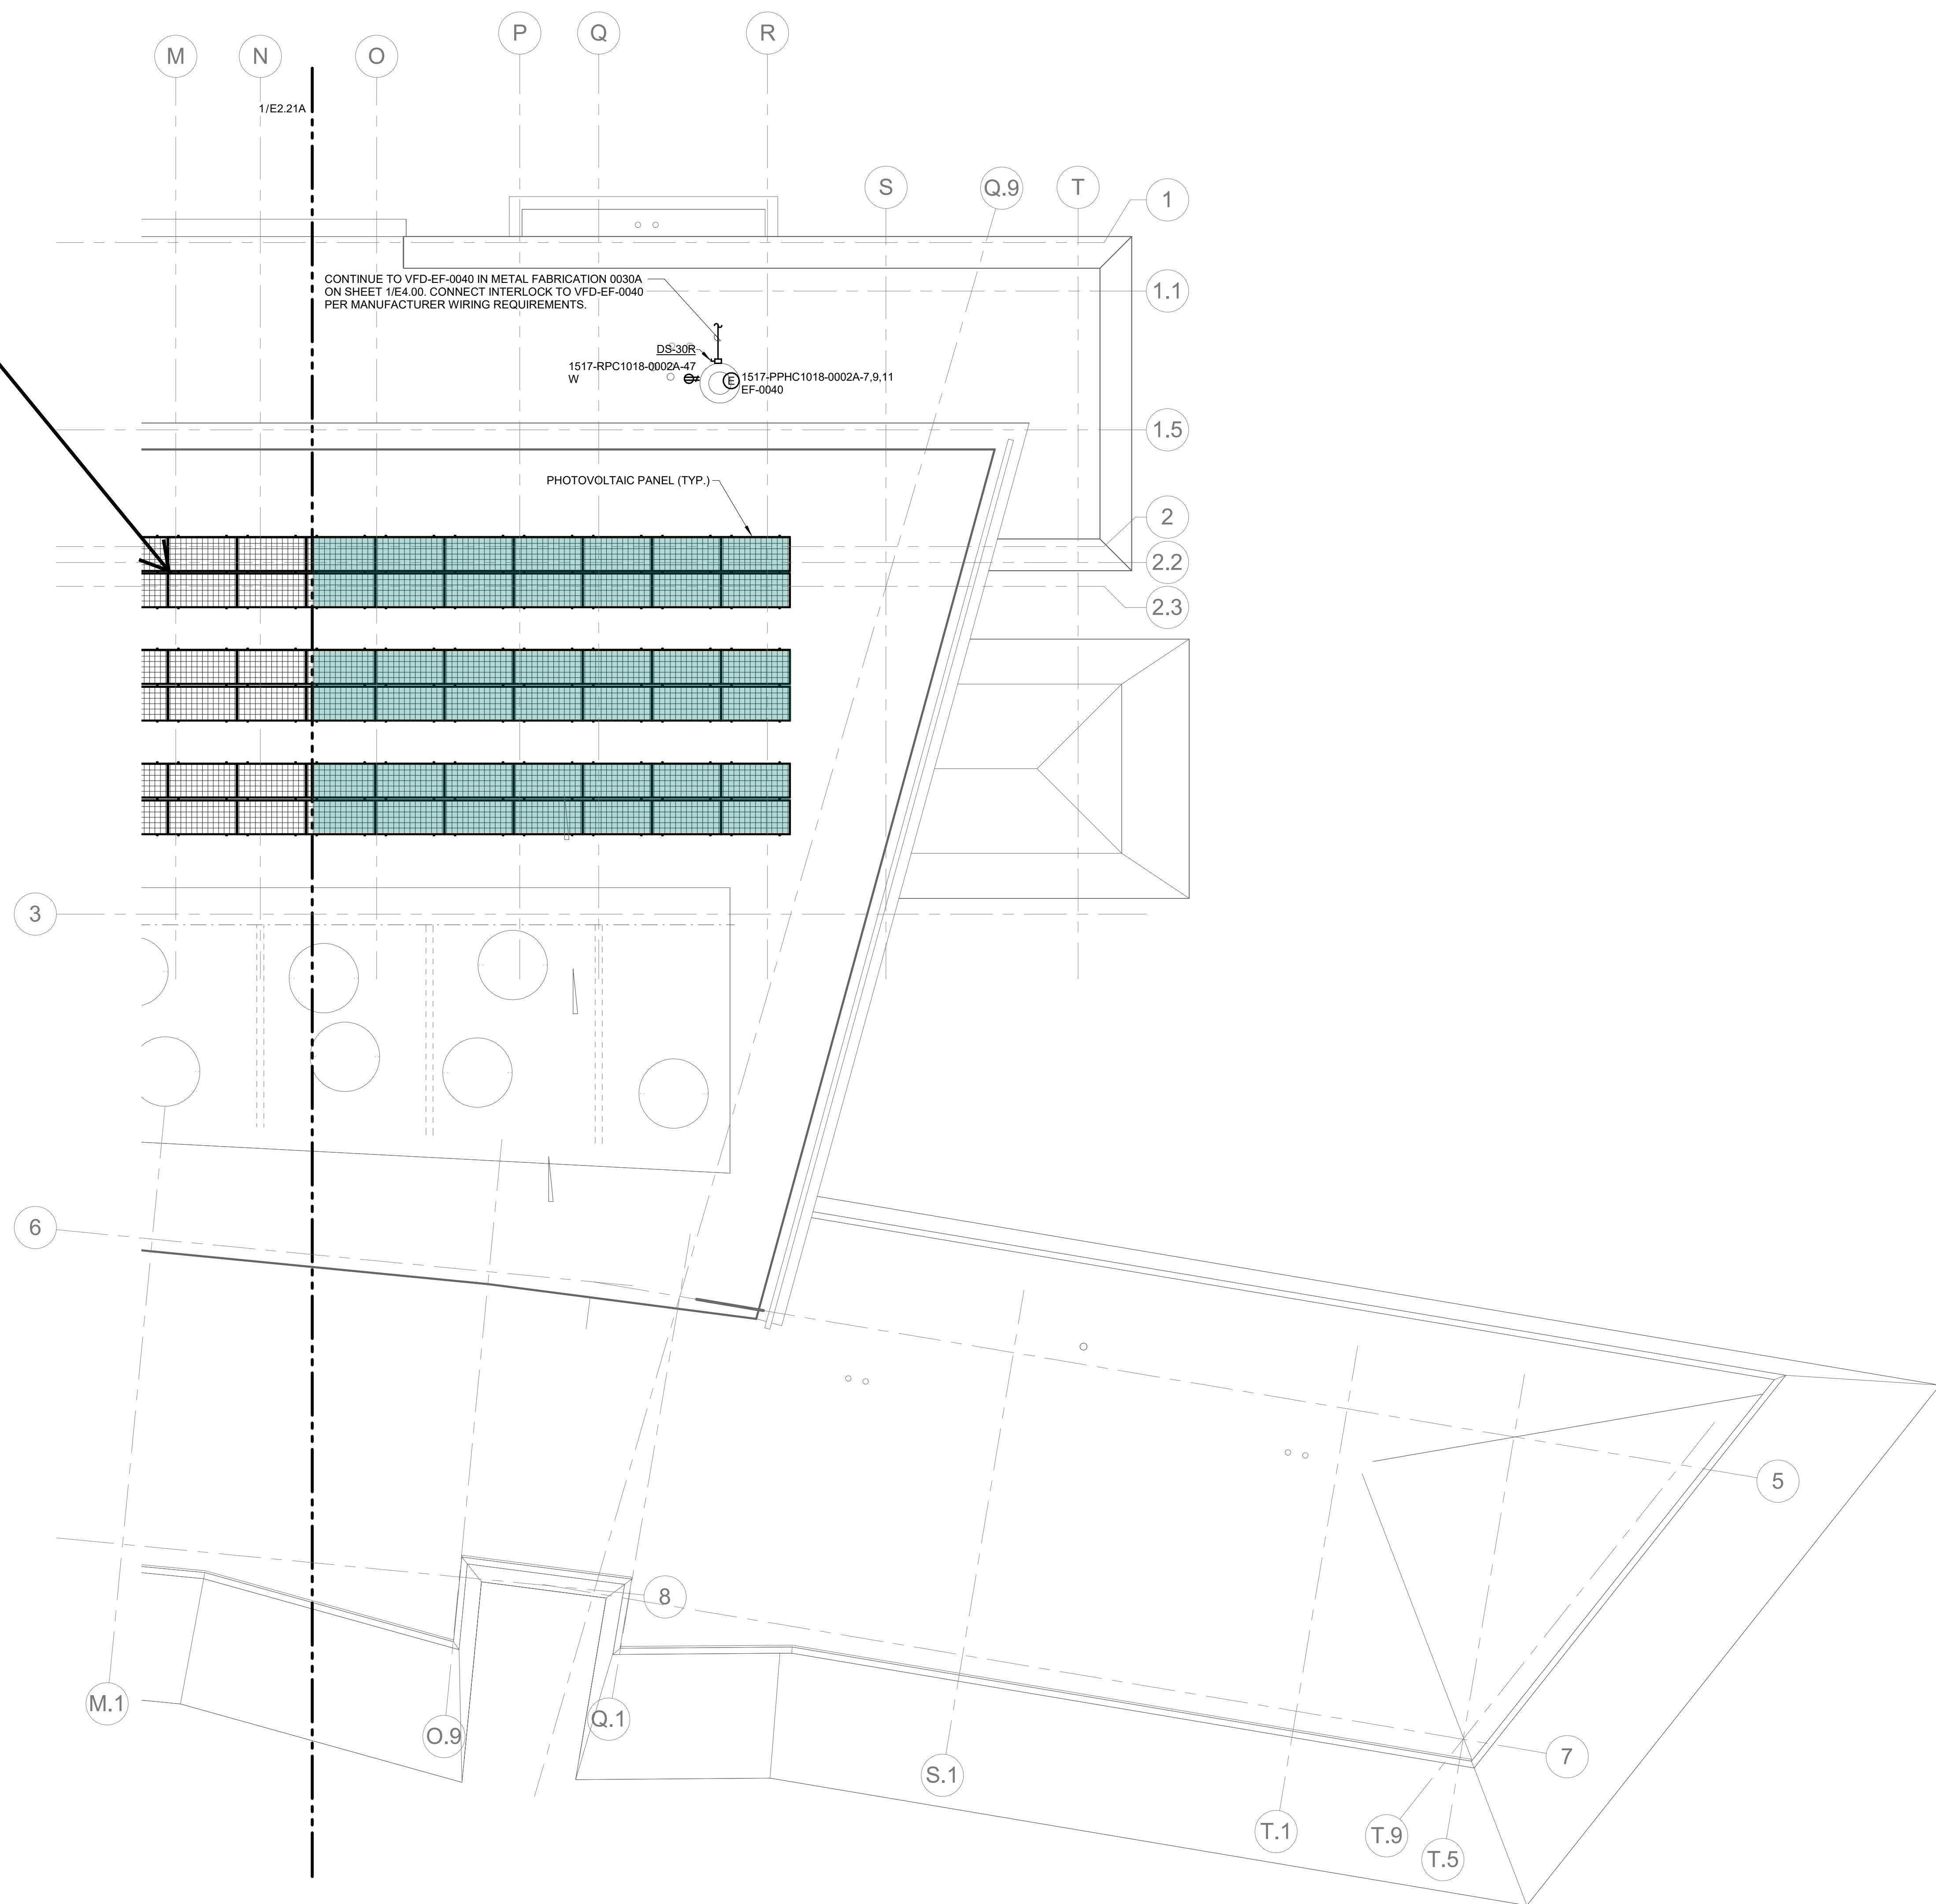 M
N
O
P
Q
R
1/E2.21A
S
Q.9
T
1
CONTINUE TO VFD-EF-0040 IN METAL FABRICATION 0030A
ON SHEET 1/E4.00. CONNECT INTERLOCK TO VFD-EF-0040
PER MANUFACTURER WIRING REQUIREMENTS.
1.1
DS-30R
1517-RPC1018-0002A-47
W
E
1517-PPHC1018-0002A-7,9,11
EF-0040
1.5
PHOTOVOLTAIC PANEL (TYP.)
2
2.2
2.3
3
6
5
8
M.1
O.9
Q.1
S.1
7
T.1
T.9
T.5